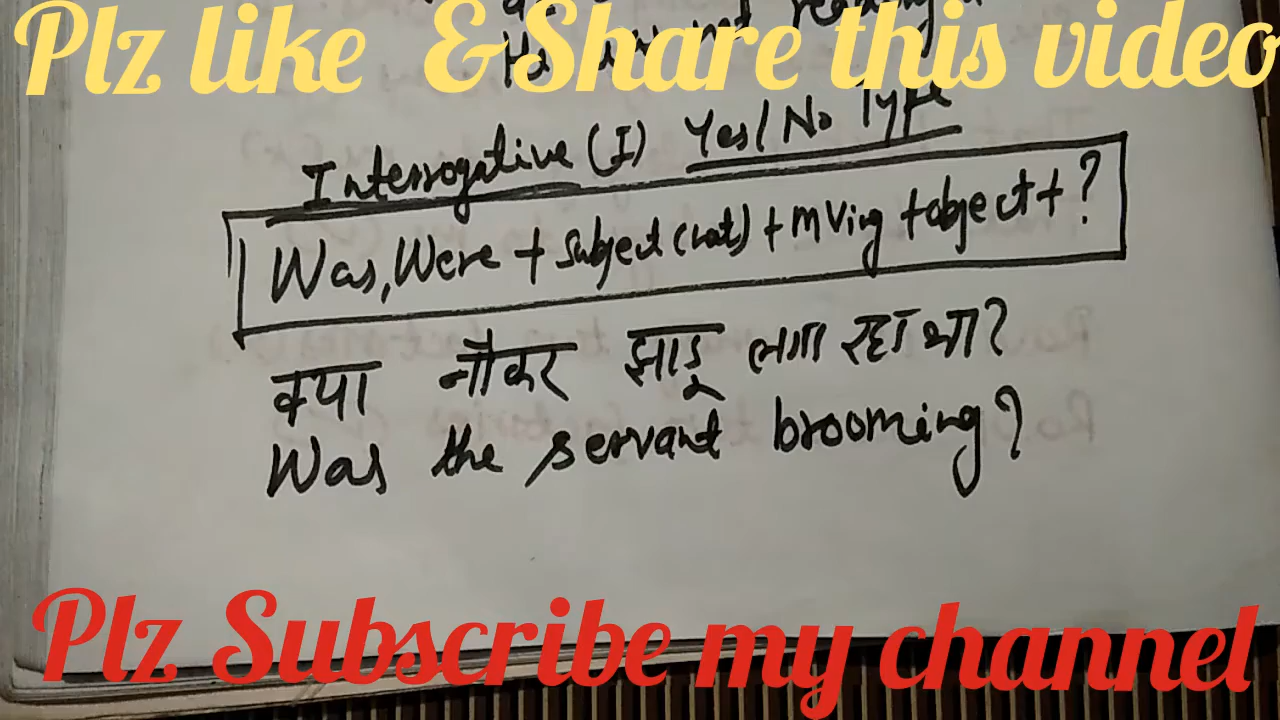 Plz like &Share this video
Interrogative (I) Yes/No Type
Was, Were + Subject (not) + mVing + object + ?
क्या नौकर झाडू लगा रहा था?
Was the servant brooming?
Plz Subscribe my channel